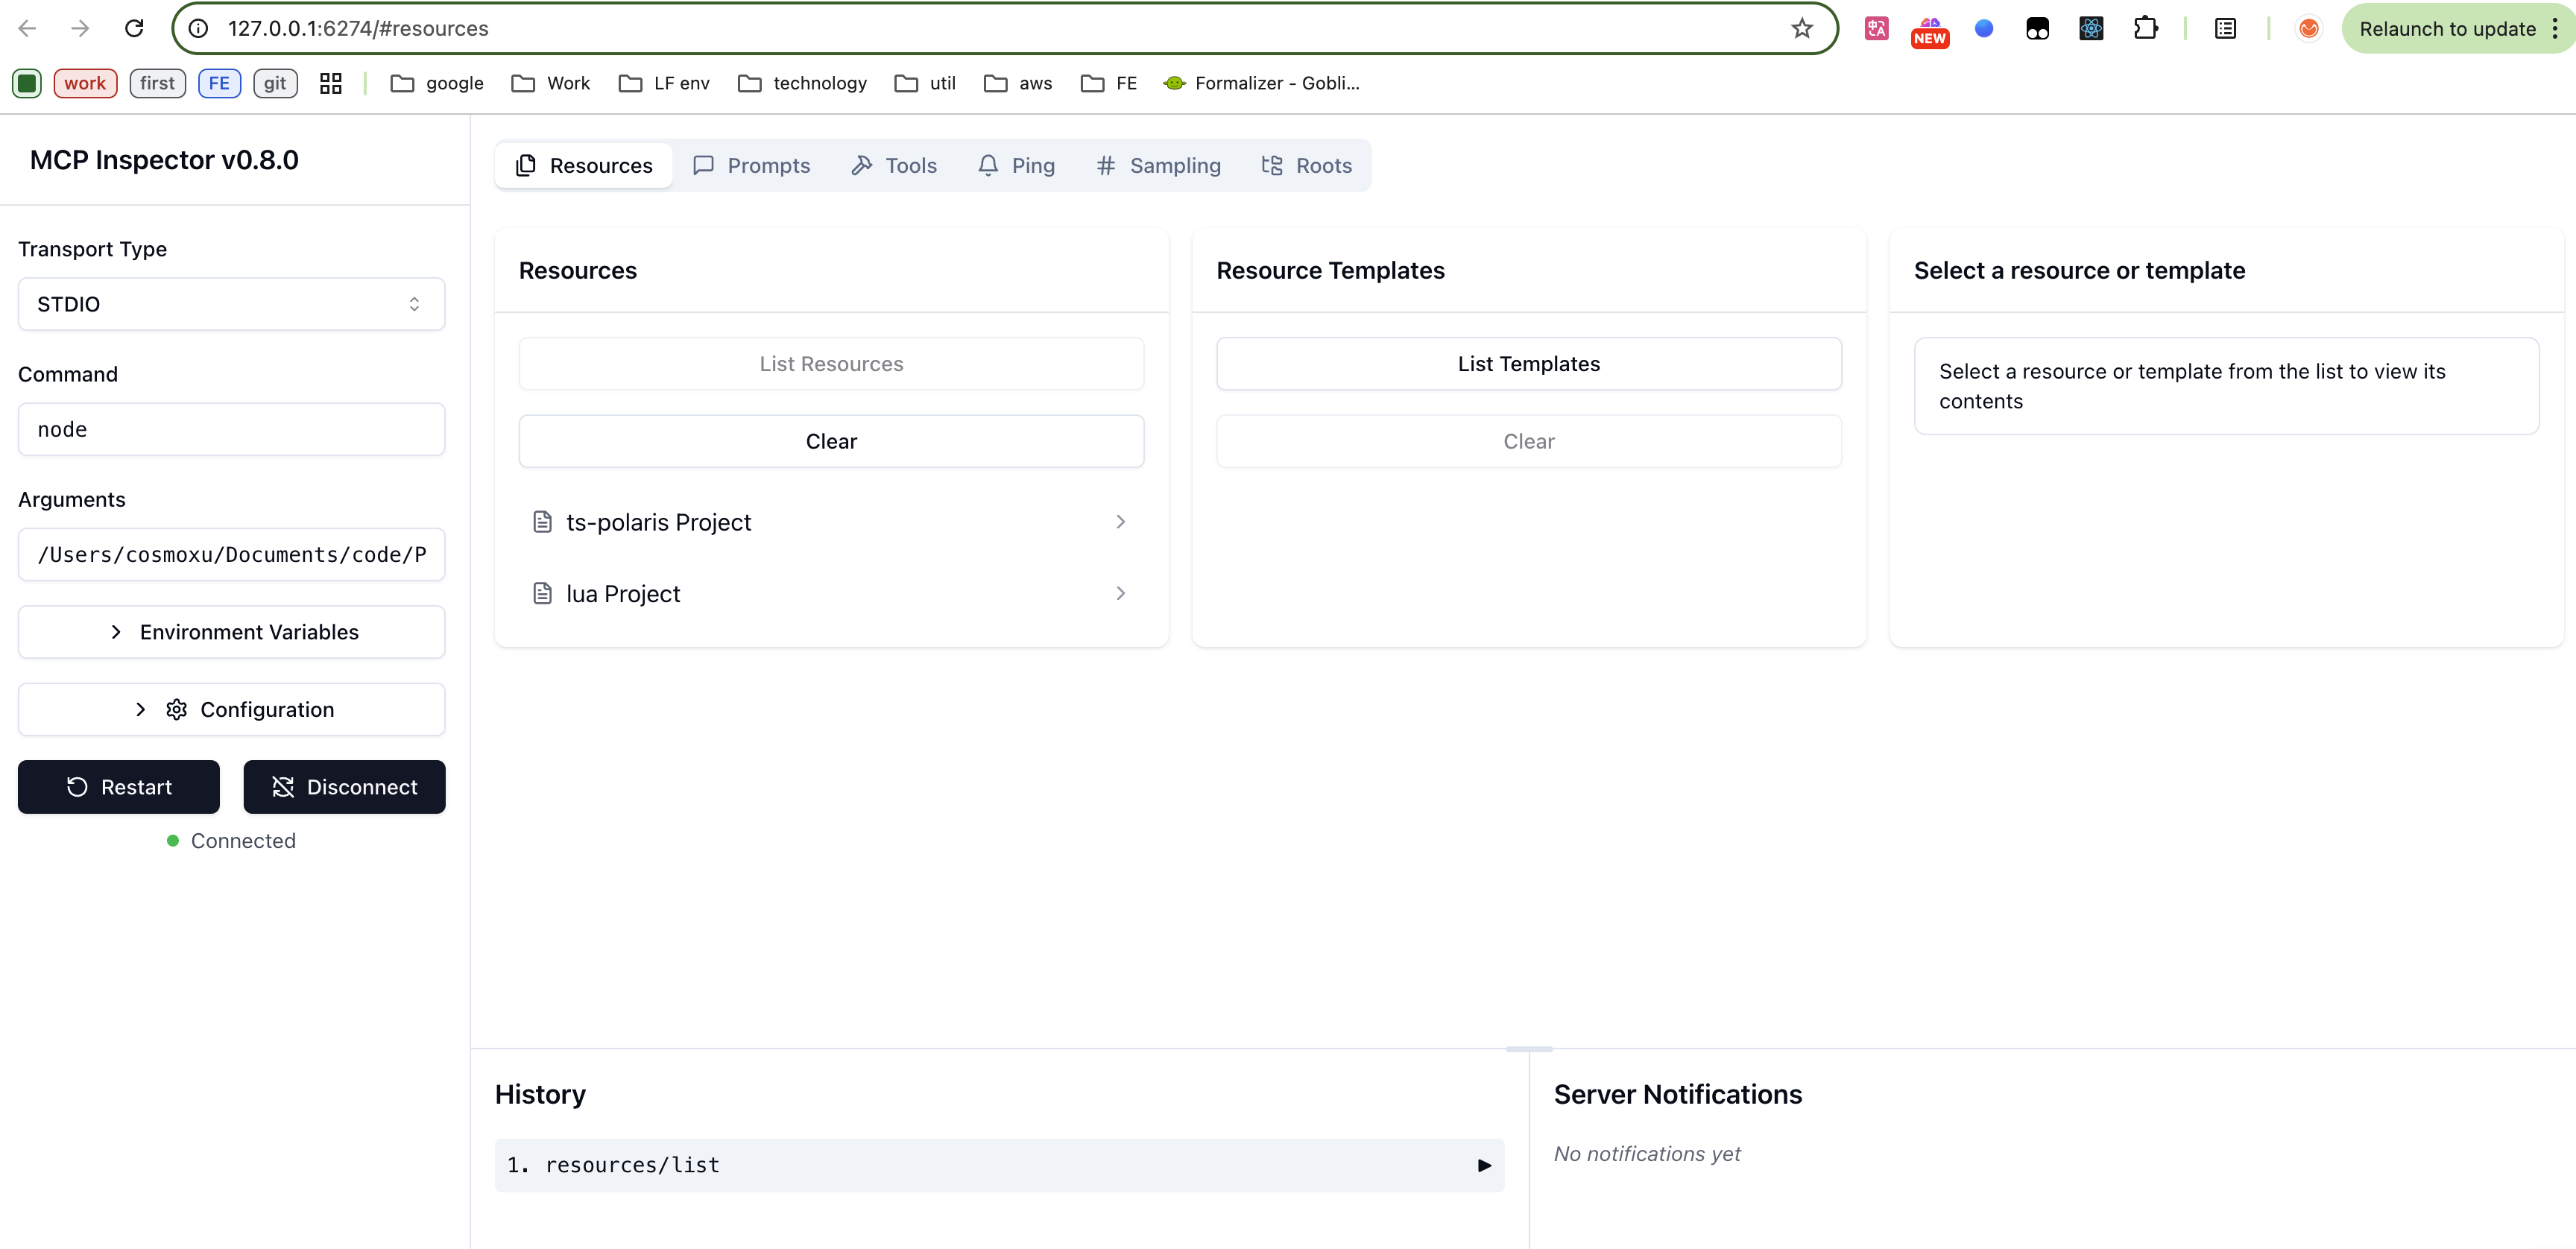 127.0.0.1:6274/#resources
NEW
Relaunch to update
work
first
FE
git
google
Work
LF env
technology
util
aws
FE
Formalizer - Gobli...
MCP Inspector v0.8.0
Transport Type
STDIO
Command
node
Arguments
/Users/cosmoxu/Documents/code/P
Environment Variables
Configuration
Restart
Disconnect
Connected
Resources
Prompts
Tools
Ping
Sampling
Roots
Resources
List Resources
Clear
ts-polaris Project
lua Project
Resource Templates
List Templates
Clear
Select a resource or template
Select a resource or template from the list to view its
contents
History
1. resources/list
Server Notifications
No notifications yet